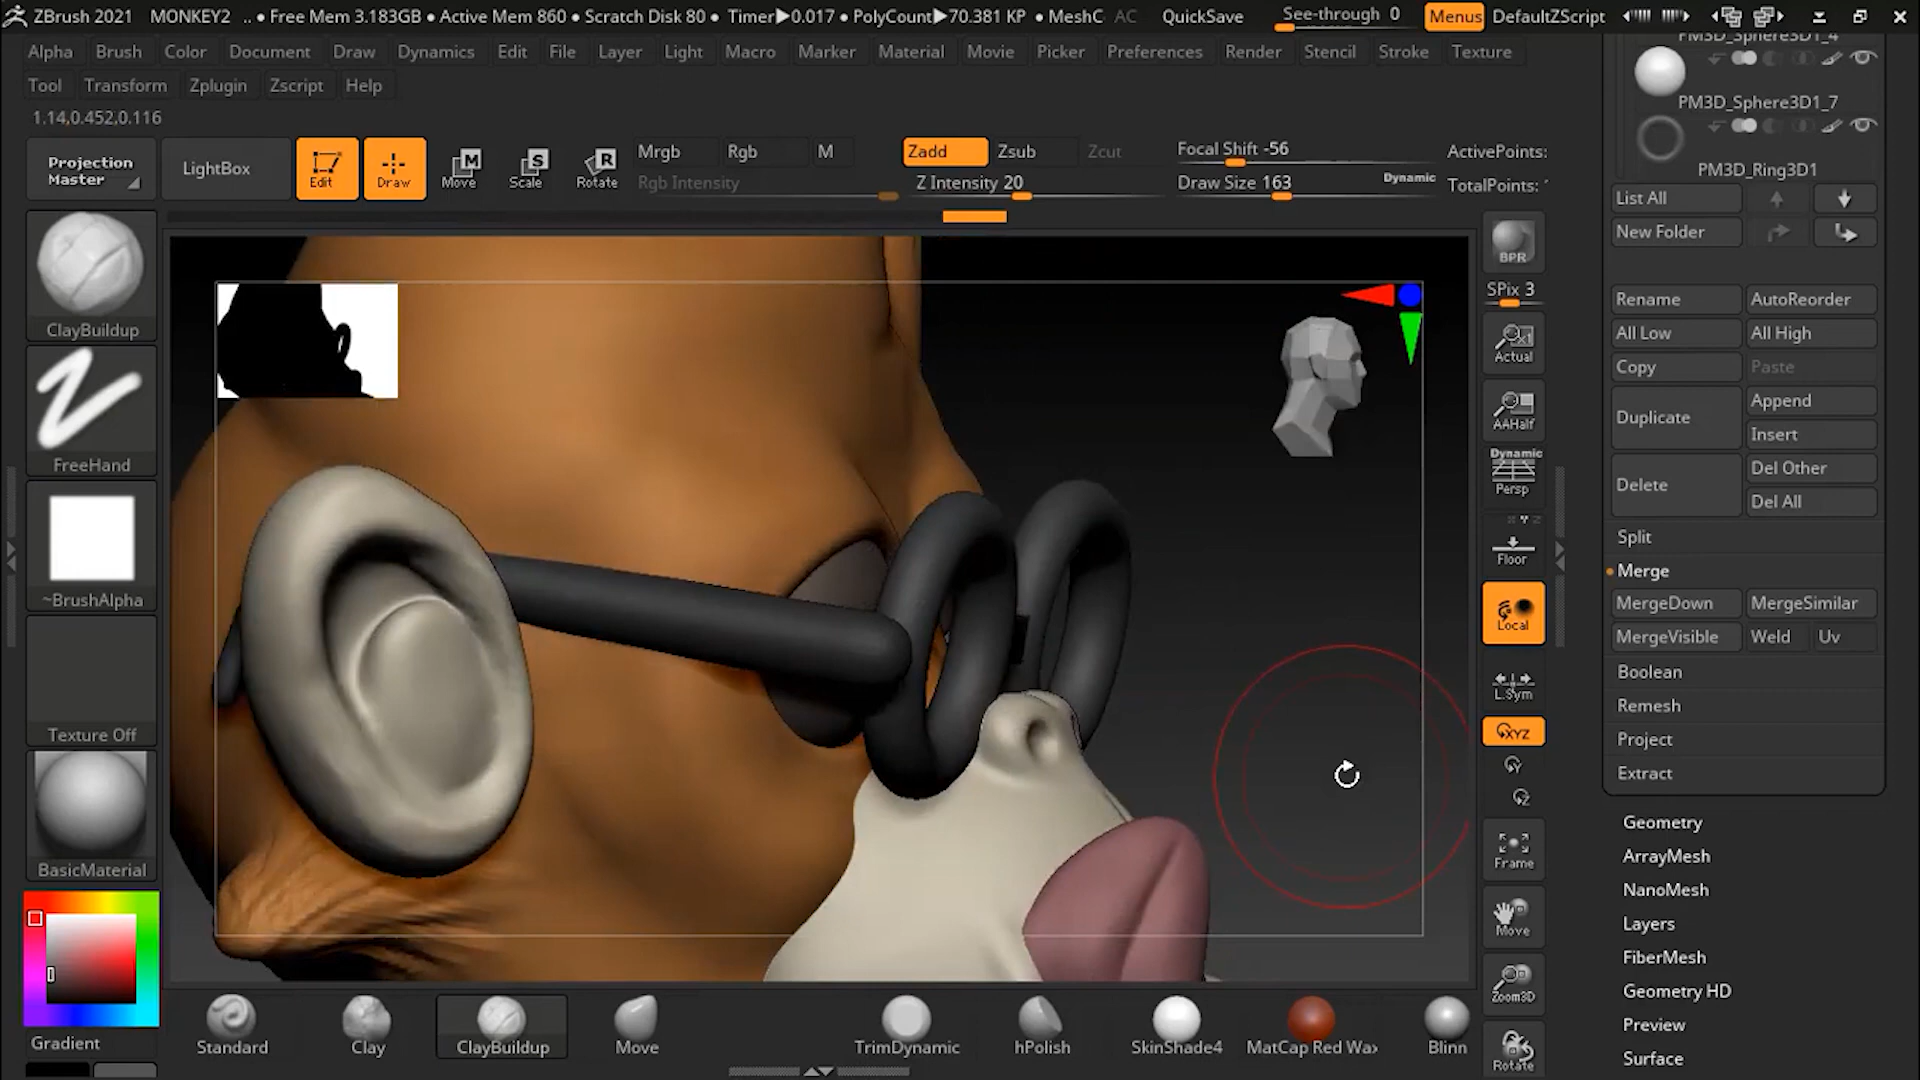 ZBrush 2021 MONKEY2 .. • Free Mem 3.183GB • Active Mem 860 • Scratch Disk 80 • Timer▶0.017 • PolyCount▶70.381 KP • MeshC AC QuickSave See-through 0 Menus DefaultZScript
Alpha Brush Color Document Draw Dynamics Edit File Layer Light Macro Marker Material Movie Picker Preferences Render Stencil Stroke Texture
Tool Transform Zplugin Zscript Help
1.14,0.452,0.116
Projection Master
LightBox
Edit
Draw
M
Move
S
Scale
R
Rotate
Mrgb Rgb M
Rgb Intensity
Zadd Zsub Zcut
Z Intensity 20
Focal Shift -56
Draw Size 163
Dynamic
ActivePoints:
TotalPoints:
ClayBuildup
FreeHand
~BrushAlpha
Texture Off
BasicMaterial
Gradient
BPR
SPix 3
Actual
AAHalf
Dynamic
Persp
Floor
Local
L.Sym
XYZ
Y
Z
Frame
Move
Zoom3D
Rotate
PM3D_Sphere3D1_4
PM3D_Sphere3D1_7
PM3D_Ring3D1
List All
New Folder
Rename AutoReorder
All Low All High
Copy Paste
Duplicate
Append
Insert
Delete
Del Other
Del All
Split
Merge
MergeDown MergeSimilar
MergeVisible Weld Uv
Boolean
Remesh
Project
Extract
Geometry
ArrayMesh
NanoMesh
Layers
FiberMesh
Geometry HD
Preview
Surface
Standard Clay ClayBuildup Move TrimDynamic hPolish SkinShade4 MatCap Red Wax Blinn